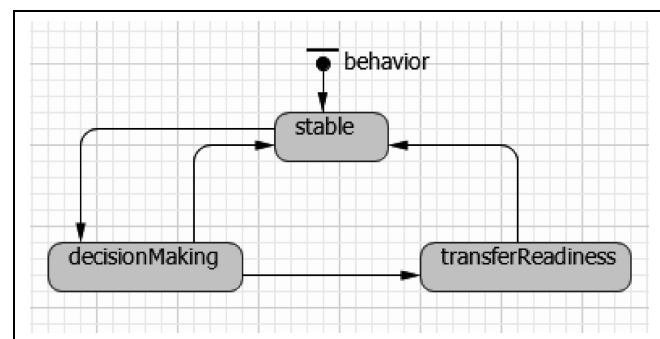 behavior
stable
decisionMaking
transferReadiness